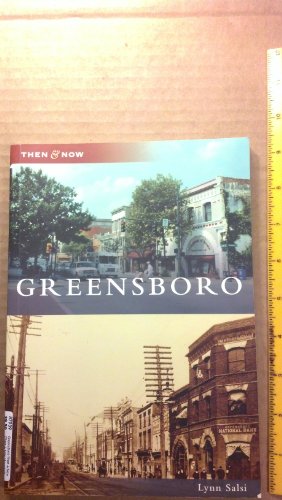 THEN & NOW
GREENSBORO
NATIONAL BANK
Lynn Salsi